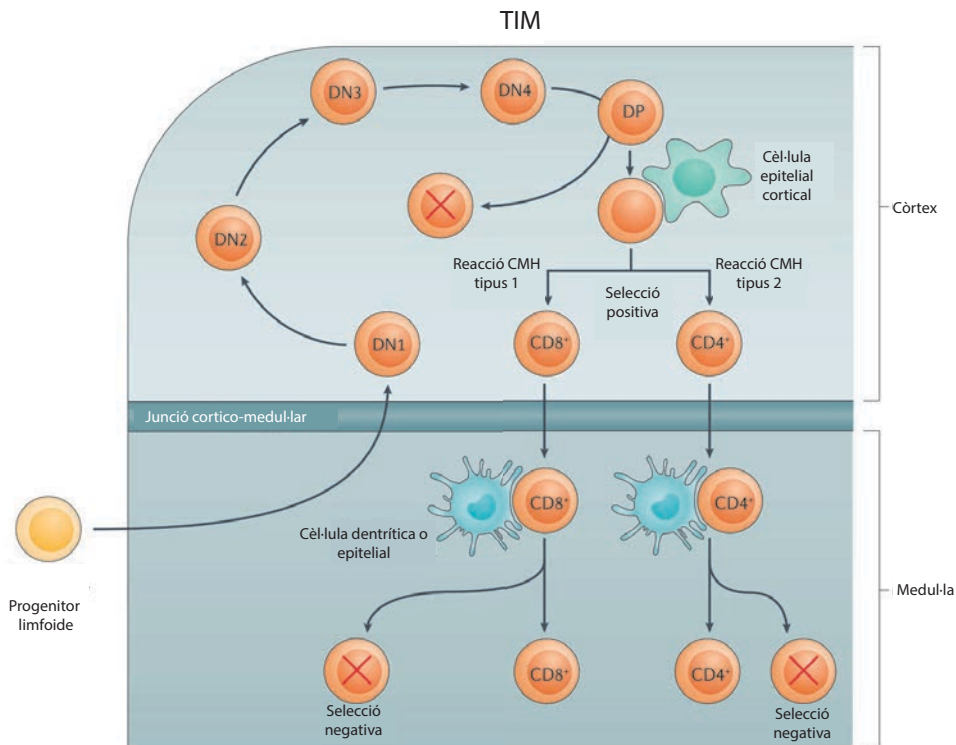 TIM
DN3
DN4
DP
Cèl·lula
epitelial
cortical
DN2
Còrtex
Reacció CMH
tipus 1
Selecció
positiva
Reacció CMH
tipus 2
DN1
CD8⁺
CD4⁺
Junció cortico-medul·lar
CD8⁺
CD4⁺
Cèl·lula dentrítica o
epitelial
Progenitor
limfoide
Medul·la
CD8⁺
CD4⁺
Selecció
negativa
Selecció
negativa